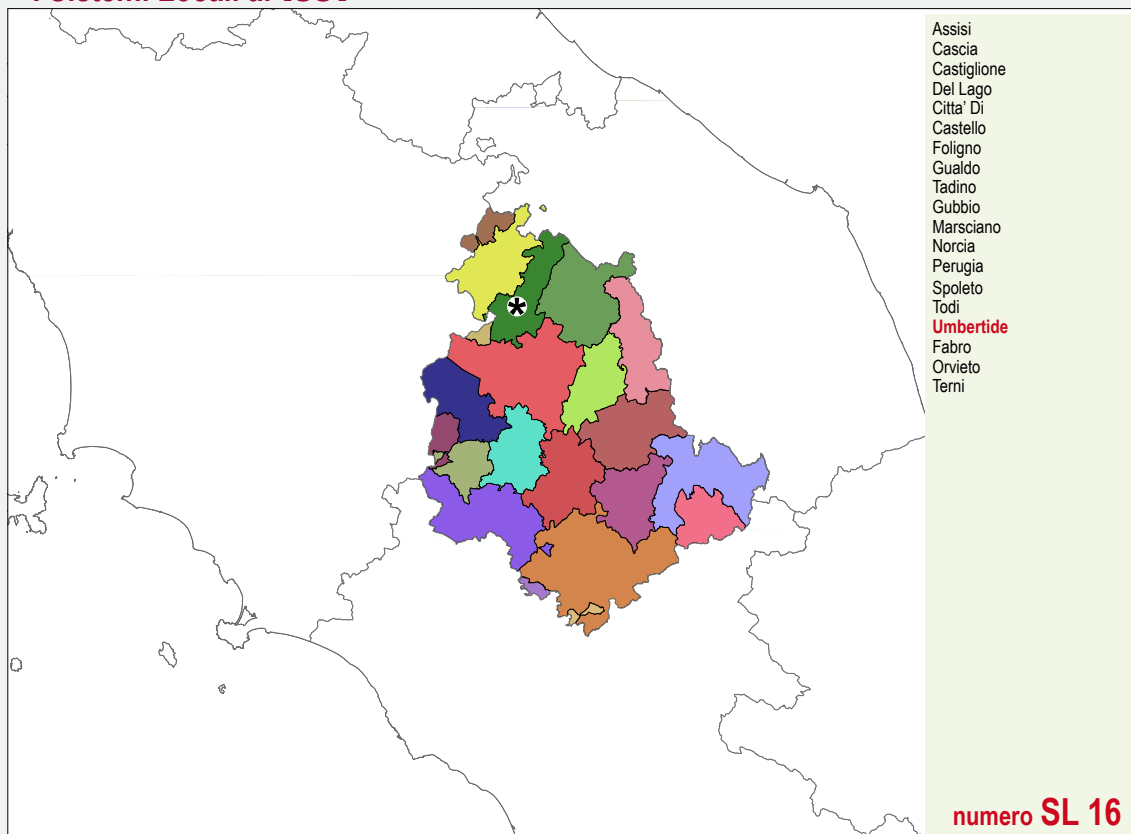 Assisi
Cascia
Castiglione
Del Lago
Citta' Di
Castello
Foligno
Gualdo
Tadino
Gubbio
Marsciano
Norcia
Perugia
Spoleto
Todi
Umbertide
Fabro
Orvieto
Terni
numero SL 16